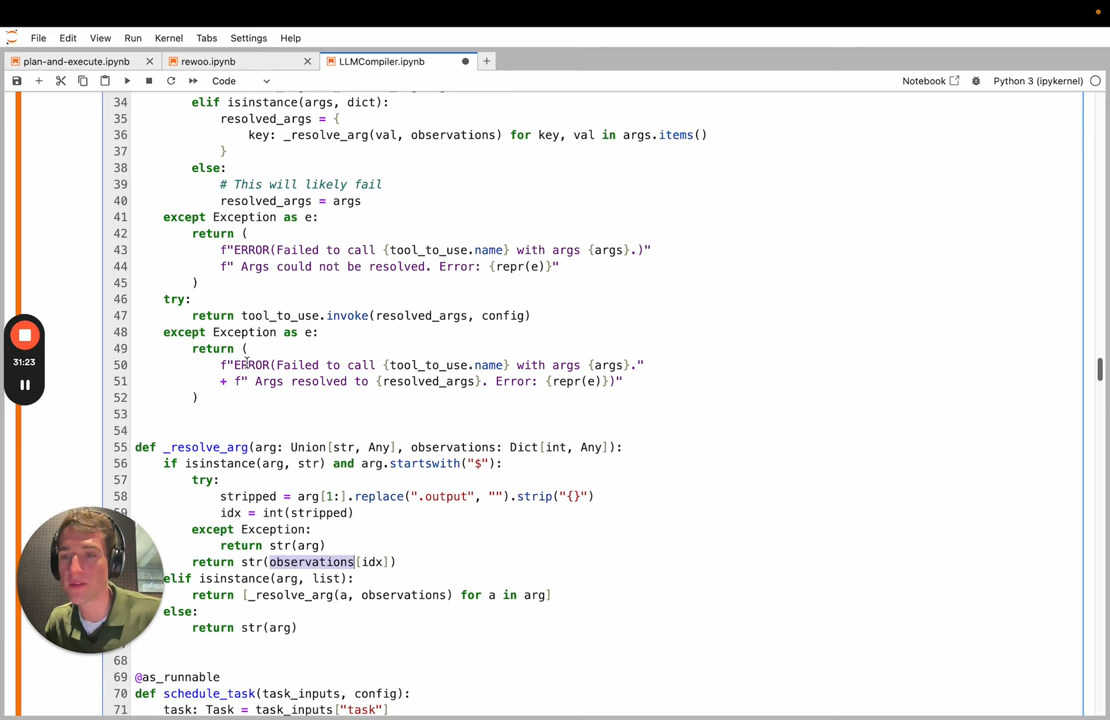 File Edit View Run Kernel Tabs Settings Help
plan-and-execute.ipynb × rewoo.ipynb × LLMCompiler.ipynb +
Code Notebook Python 3 (ipykernel)
34 elif isinstance(args, dict):
35 resolved_args = {
36 key: _resolve_arg(val, observations) for key, val in args.items()
37 }
38 else:
39 # This will likely fail
40 resolved_args = args
41 except Exception as e:
42 return (
43 f"ERROR(Failed to call {tool_to_use.name} with args {args}.)"
44 f" Args could not be resolved. Error: {repr(e)}"
45 )
46 try:
47 return tool_to_use.invoke(resolved_args, config)
48 except Exception as e:
49 return (
50 f"ERROR(Failed to call {tool_to_use.name} with args {args}."
51 + f" Args resolved to {resolved_args}. Error: {repr(e)})"
52 )
53
54
55 def _resolve_arg(arg: Union[str, Any], observations: Dict[int, Any]):
56 if isinstance(arg, str) and arg.startswith("$"):
57 try:
58 stripped = arg[1:].replace(".output", "").strip("{}")
59 idx = int(stripped)
except Exception:
return str(arg)
return str(observations[idx])
elif isinstance(arg, list):
return [_resolve_arg(a, observations) for a in arg]
else:
return str(arg)
68
69 @as_runnable
70 def schedule_task(task_inputs, config):
71 task: Task = task_inputs["task"]
31:23